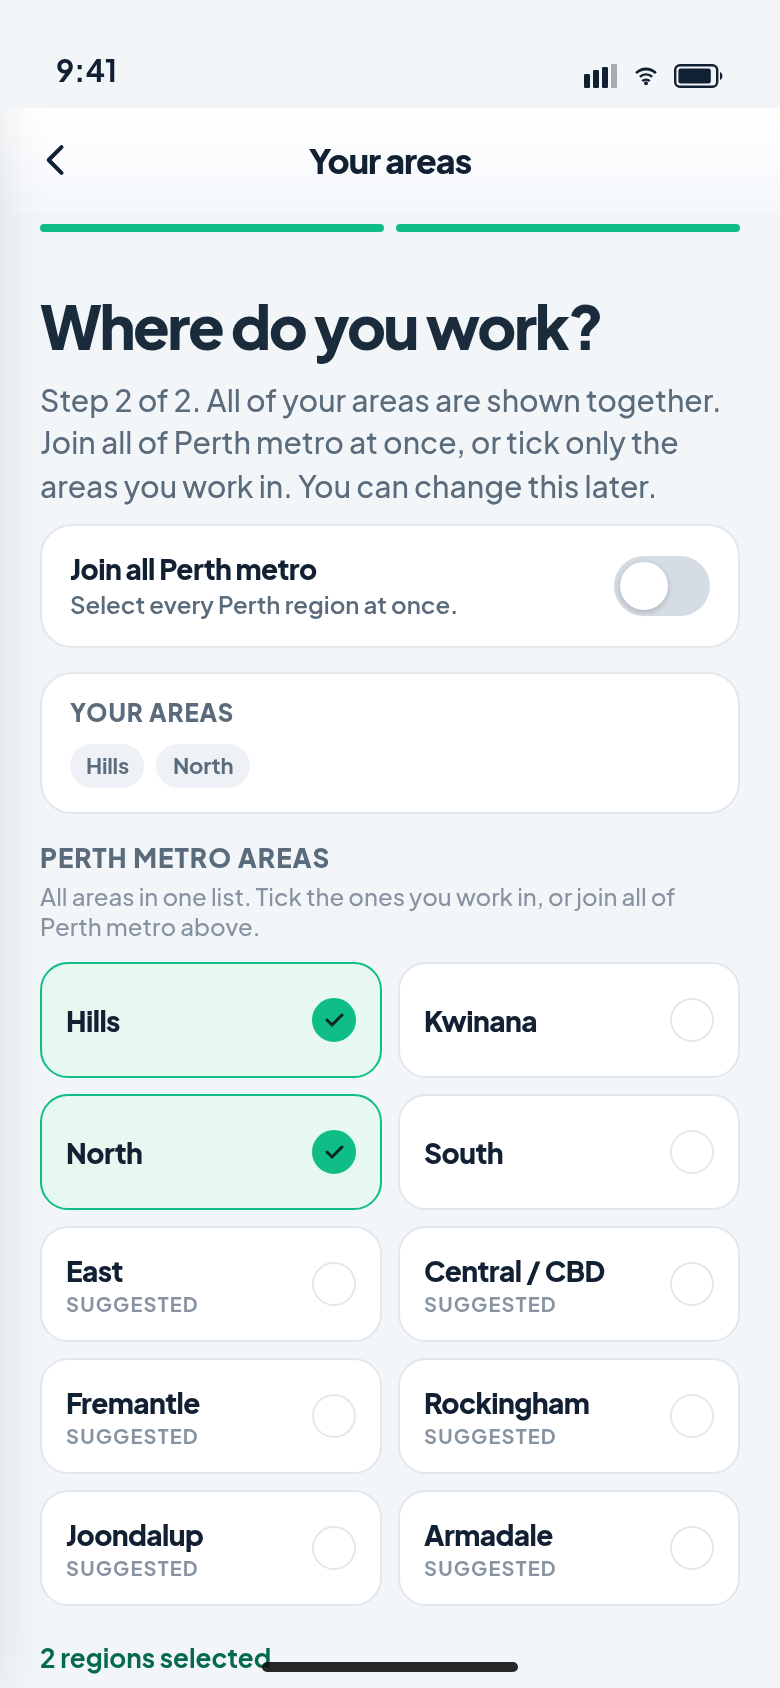 9:41
Your areas
Where do you work?
Step 2 of 2. All of your areas are shown together.
Join all of Perth metro at once, or tick only the
areas you work in. You can change this later.
Join all Perth metro
Select every Perth region at once.
YOUR AREAS
Hills North
PERTH METRO AREAS
All areas in one list. Tick the ones you work in, or join all of
Perth metro above.
Hills
Kwinana
North
South
East
SUGGESTED
Central / CBD
SUGGESTED
Fremantle
SUGGESTED
Rockingham
SUGGESTED
Joondalup
SUGGESTED
Armadale
SUGGESTED
2 regions selected